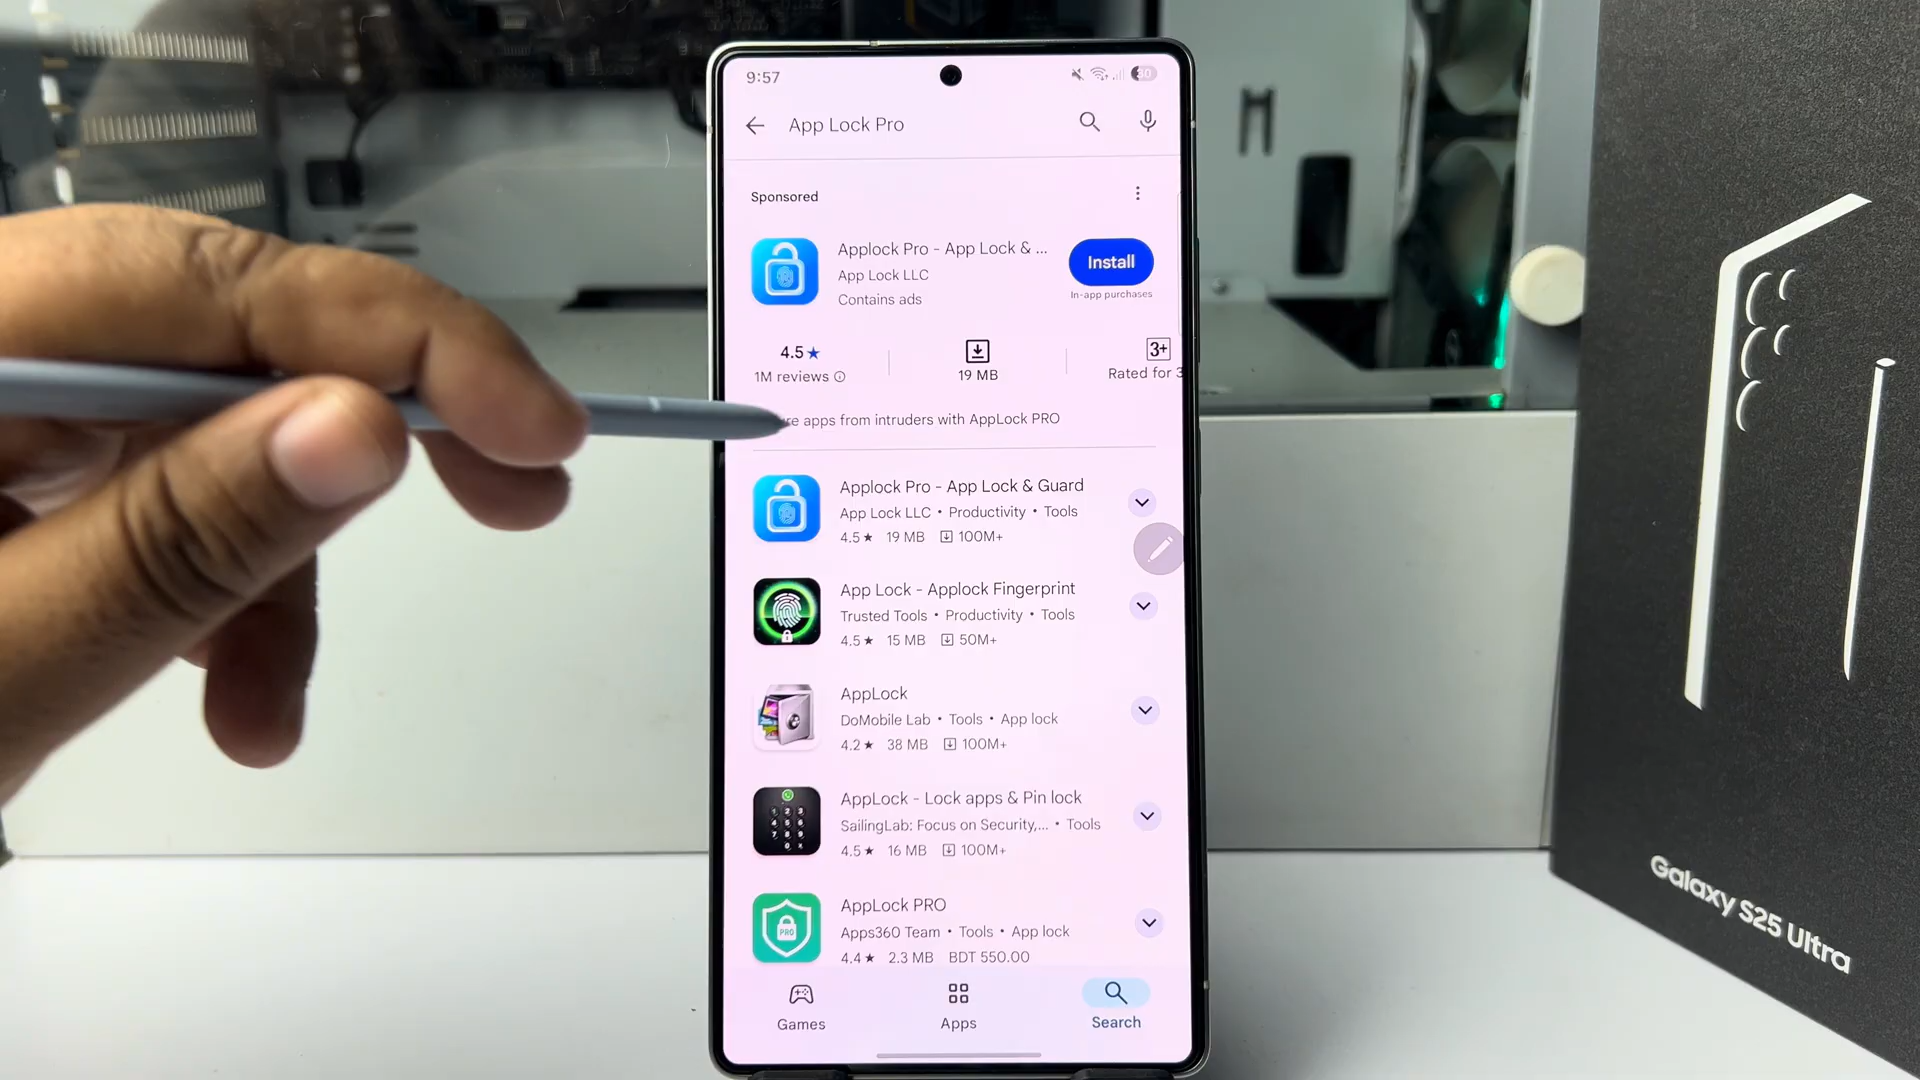 9:57
30
App Lock Pro
Sponsored
Applock Pro - App Lock & ...
App Lock LLC
Contains ads
Install
In-app purchases
4.5★
1M reviews
19 MB
3+
Rated for 3
re apps from intruders with AppLock PRO
Applock Pro - App Lock & Guard
App Lock LLC • Productivity • Tools
4.5★ 19 MB 100M+
App Lock - Applock Fingerprint
Trusted Tools • Productivity • Tools
4.5★ 15 MB 50M+
AppLock
DoMobile Lab • Tools • App lock
4.2★ 38 MB 100M+
AppLock - Lock apps & Pin lock
SailingLab: Focus on Security,... • Tools
4.5★ 16 MB 100M+
AppLock PRO
Apps360 Team • Tools • App lock
4.4★ 2.3 MB BDT 550.00
PRO
Games
Apps
Search
Galaxy S25 Ultra